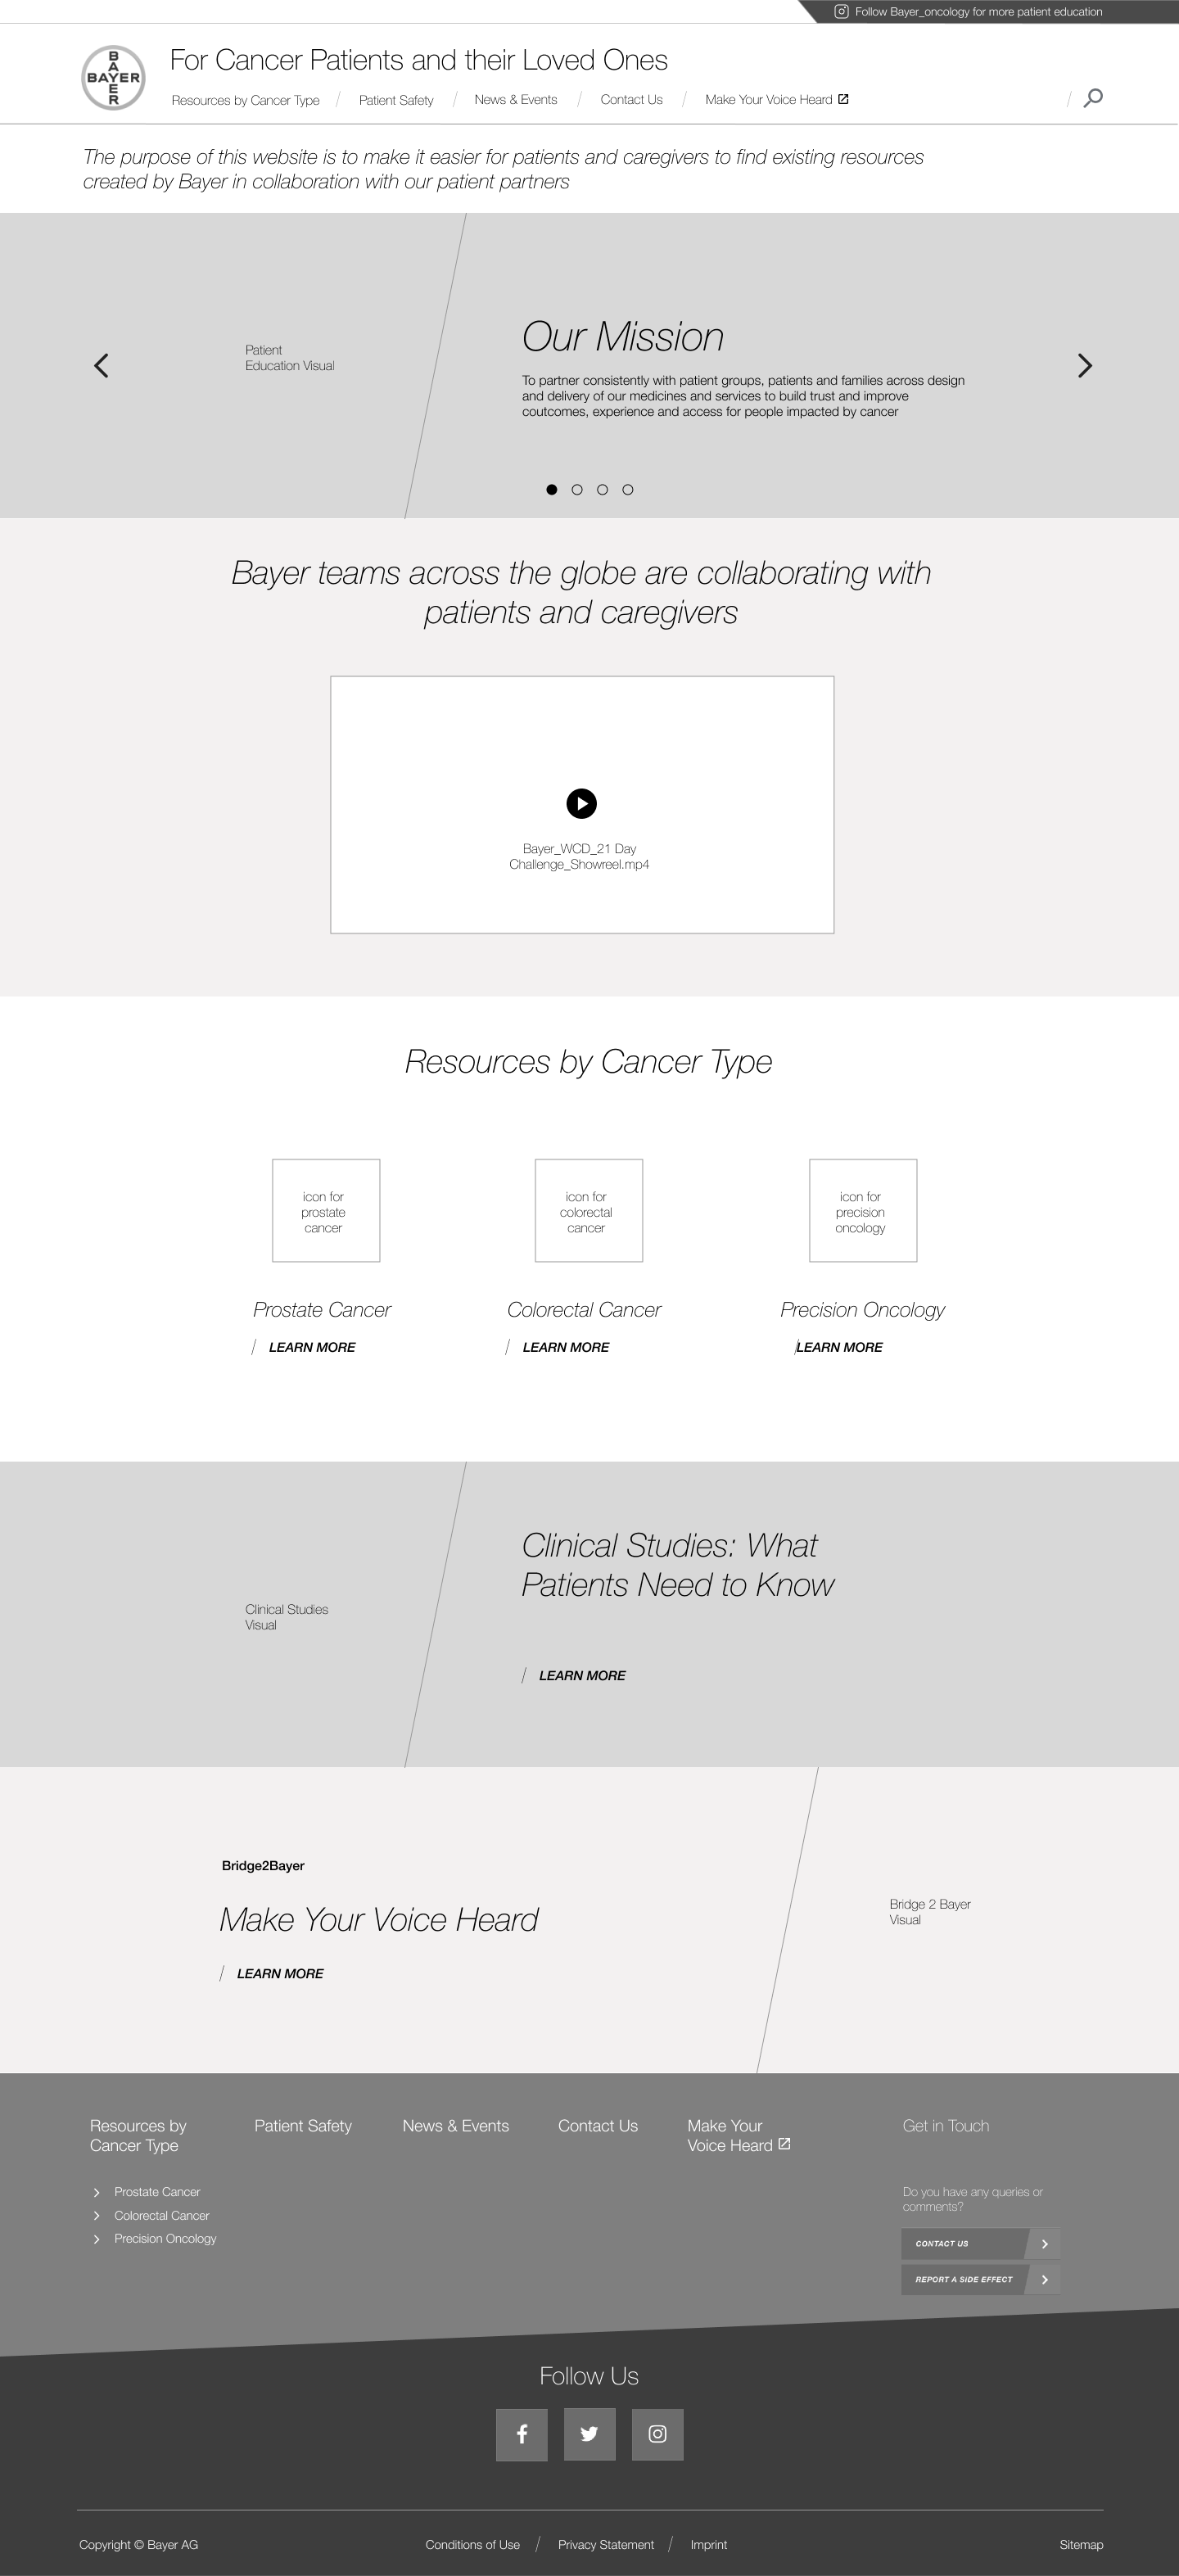 Follow Bayer_oncology for more patient education
BAYER
BAYER
For Cancer Patients and their Loved Ones
Resources by Cancer Type / Patient Safety / News & Events / Contact Us / Make Your Voice Heard /
The purpose of this website is to make it easier for patients and caregivers to find existing resources
created by Bayer in collaboration with our patient partners
Patient
Education Visual
Our Mission
To partner consistently with patient groups, patients and families across design
and delivery of our medicines and services to build trust and improve
coutcomes, experience and access for people impacted by cancer
Bayer teams across the globe are collaborating with
patients and caregivers
Bayer_WCD_21 Day
Challenge_Showreel.mp4
Resources by Cancer Type
icon for
prostate
cancer
icon for
colorectal
cancer
icon for
precision
oncology
Prostate Cancer
/ LEARN MORE
Colorectal Cancer
/ LEARN MORE
Precision Oncology
/LEARN MORE
Clinical Studies
Visual
Clinical Studies: What
Patients Need to Know
/ LEARN MORE
Bridge2Bayer
Make Your Voice Heard
/ LEARN MORE
Bridge 2 Bayer
Visual
Resources by
Cancer Type
Prostate Cancer
Colorectal Cancer
Precision Oncology
Patient Safety
News & Events
Contact Us
Make Your
Voice Heard
Get in Touch
Do you have any queries or
comments?
CONTACT US
REPORT A SIDE EFFECT
Follow Us
Copyright © Bayer AG
Conditions of Use / Privacy Statement / Imprint
Sitemap